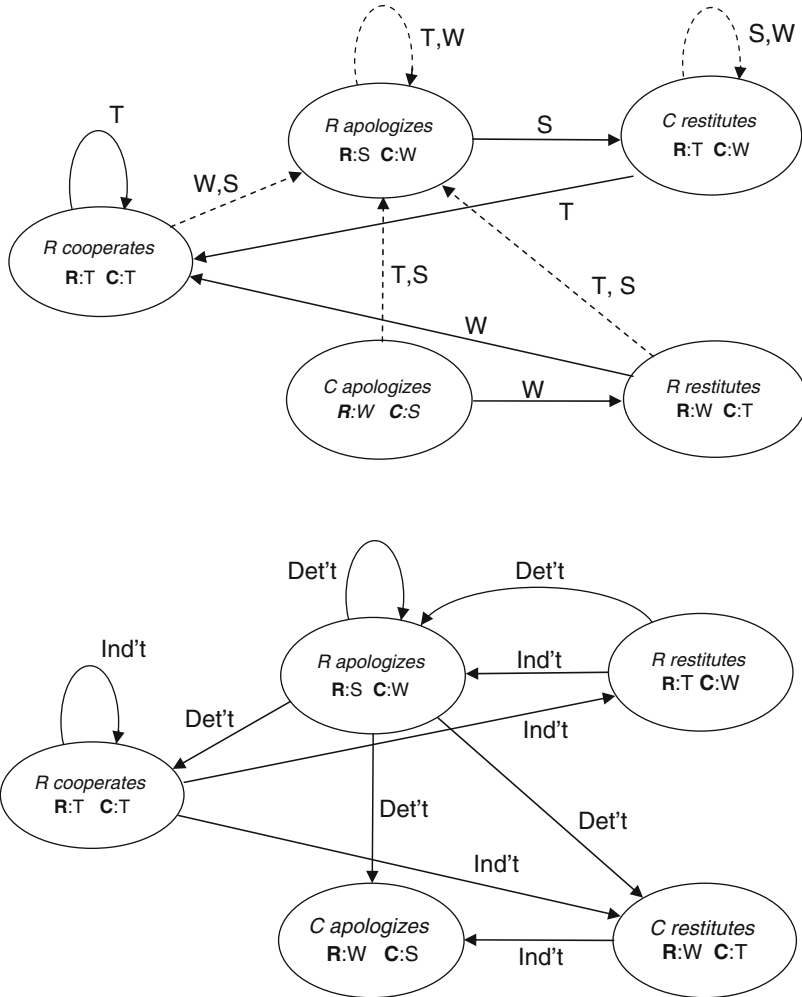 T,W
S,W
T
R apologizes
R:S C:W
S
C restitutes
R:T C:W
W,S
T
R cooperates
R:T C:T
T,S
T, S
W
C apologizes
R:W C:S
W
R restitutes
R:W C:T
Det't
Det't
Ind't
R apologizes
R:S C:W
Ind't
R restitutes
R:T C:W
Det't
Ind't
R cooperates
R:T C:T
Det't
Det't
Ind't
C apologizes
R:W C:S
Ind't
C restitutes
R:W C:T